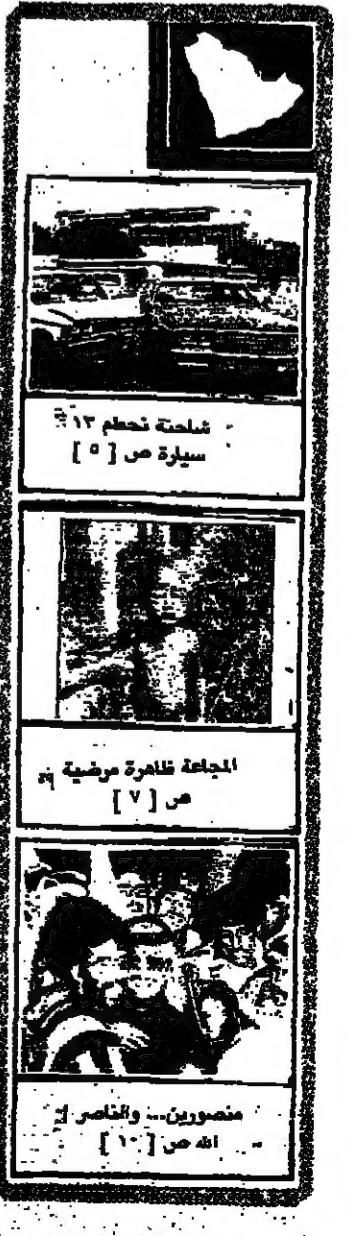 شاحنة تحطم ١٣
سيارة ص [ ٥ ]
المجاعة ظاهرة مرضية
ص [ ٧ ]
منصورين... والناصر
الله ص [ ١٠ ]